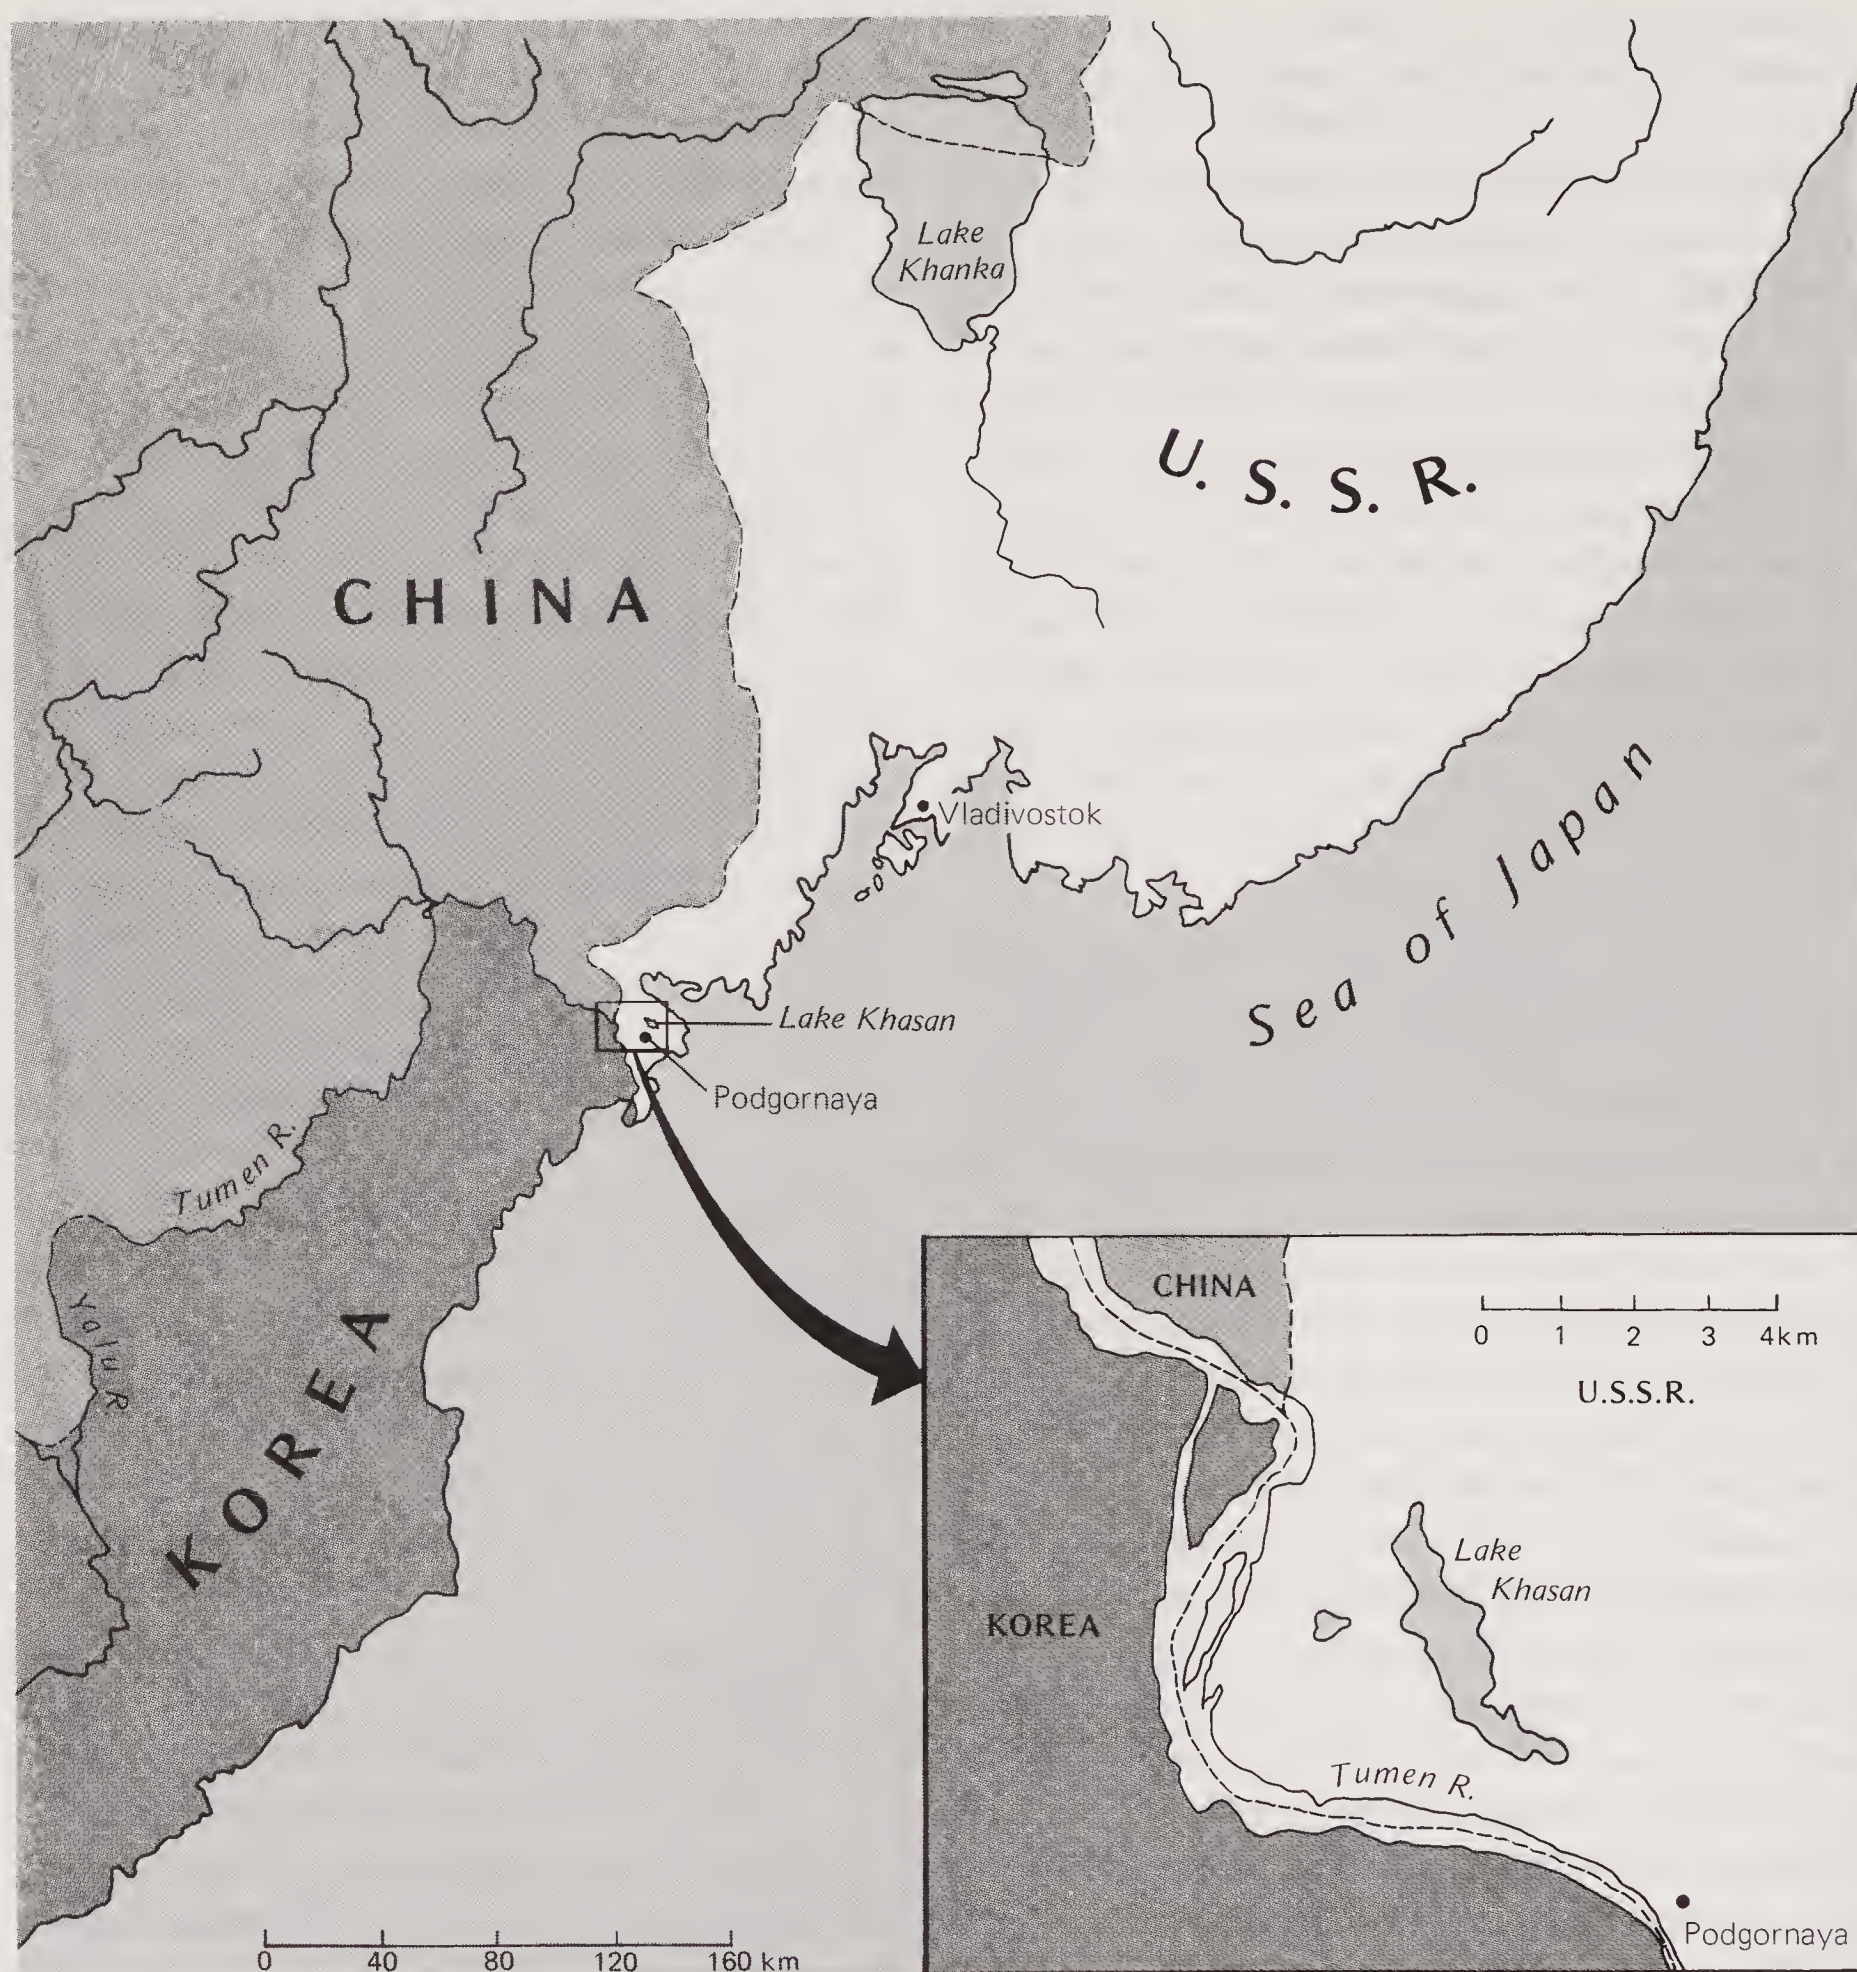 Lake
Khanka
U. S. S. R.
CHINA
Vladivostok
Sea of Japan
Lake Khasan
Podgornaya
Tumen R.
Yalu R.
KOREA
0 40 80 120 160 km
CHINA
0 1 2 3 4km
U.S.S.R.
Lake
Khasan
KOREA
Tumen R.
Podgornaya